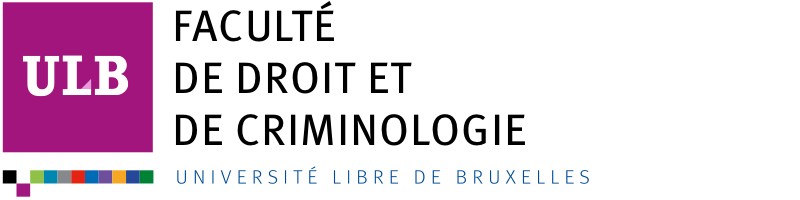 ULB
FACULTÉ
DE DROIT ET
DE CRIMINOLOGIE
UNIVERSITÉ LIBRE DE BRUXELLES